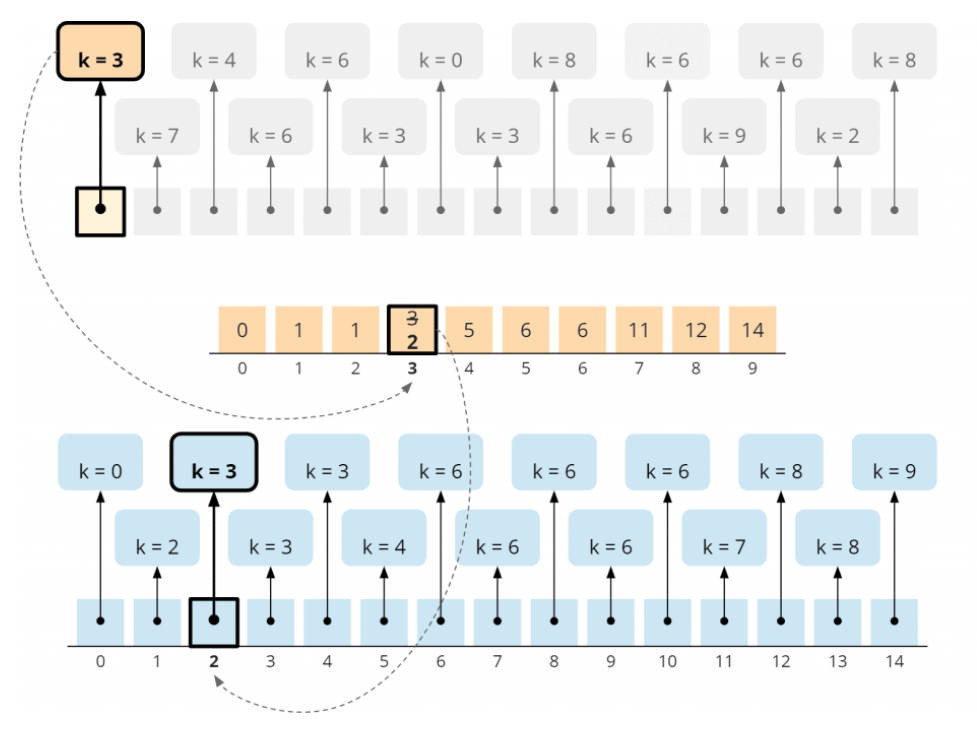 k = 3 k = 4 k = 6 k = 0 k = 8 k = 6 k = 6 k = 8
k = 7 k = 6 k = 3 k = 3 k = 6 k = 9 k = 2
3
0 1 1 5 6 6 11 12 14
2
0 1 2 3 4 5 6 7 8 9
k = 0 k = 3 k = 3 k = 6 k = 6 k = 6 k = 8 k = 9
k = 2 k = 3 k = 4 k = 6 k = 6 k = 7 k = 8
0 1 2 3 4 5 6 7 8 9 10 11 12 13 14